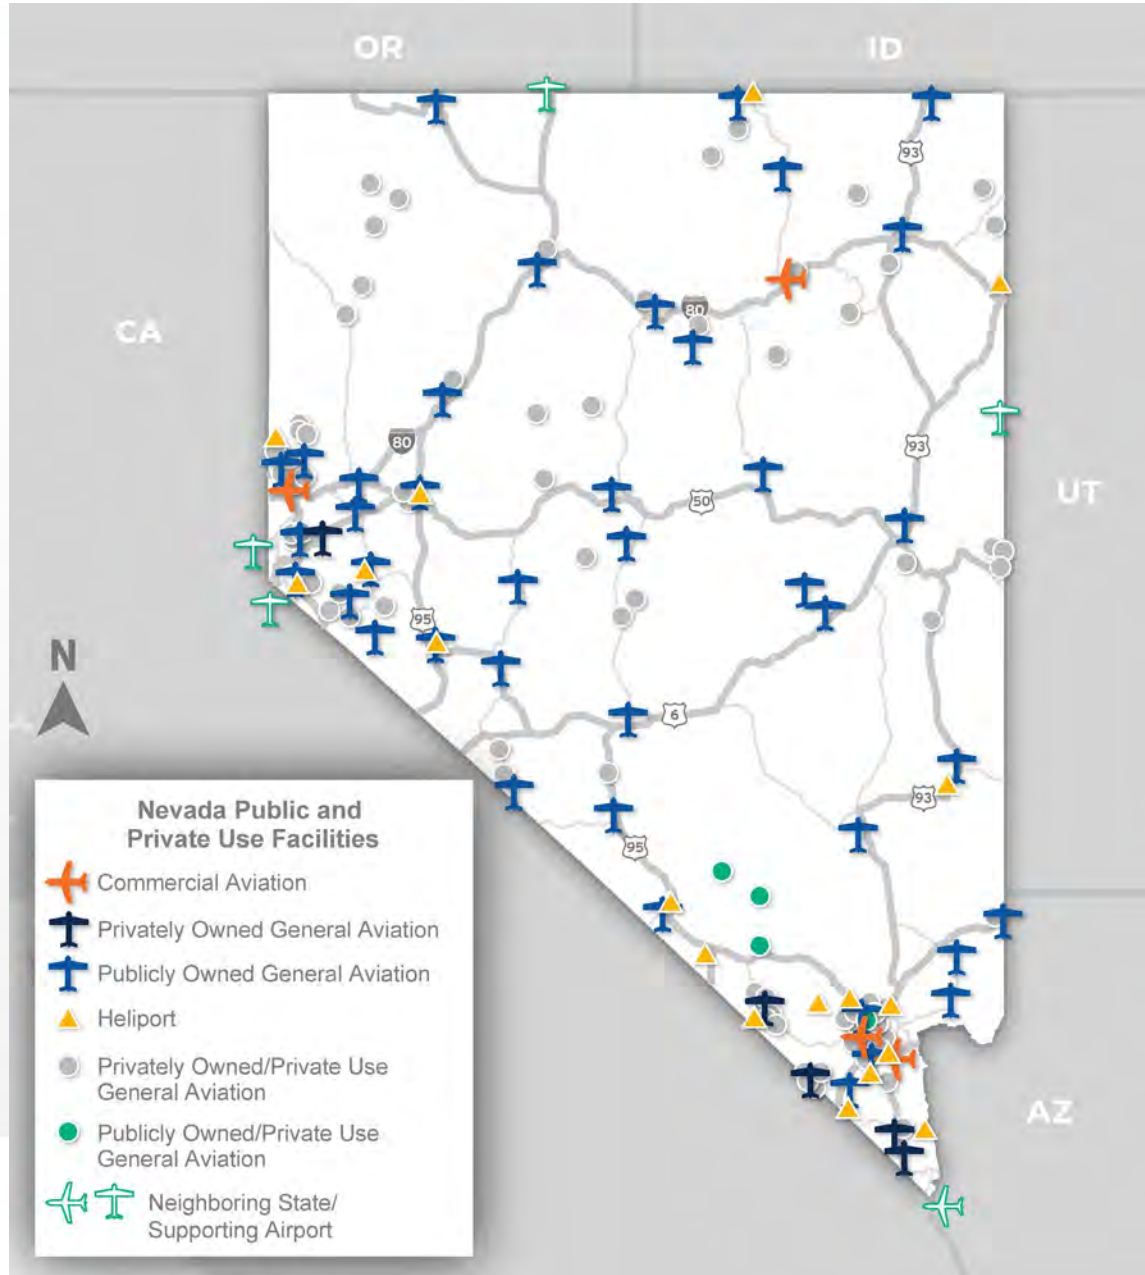 OR
ID
93
CA
80
80
93
50
UT
95
N
6
93
95
AZ
Nevada Public and
Private Use Facilities
Commercial Aviation
Privately Owned General Aviation
Publicly Owned General Aviation
Heliport
Privately Owned/Private Use
General Aviation
Publicly Owned/Private Use
General Aviation
Neighboring State/
Supporting Airport